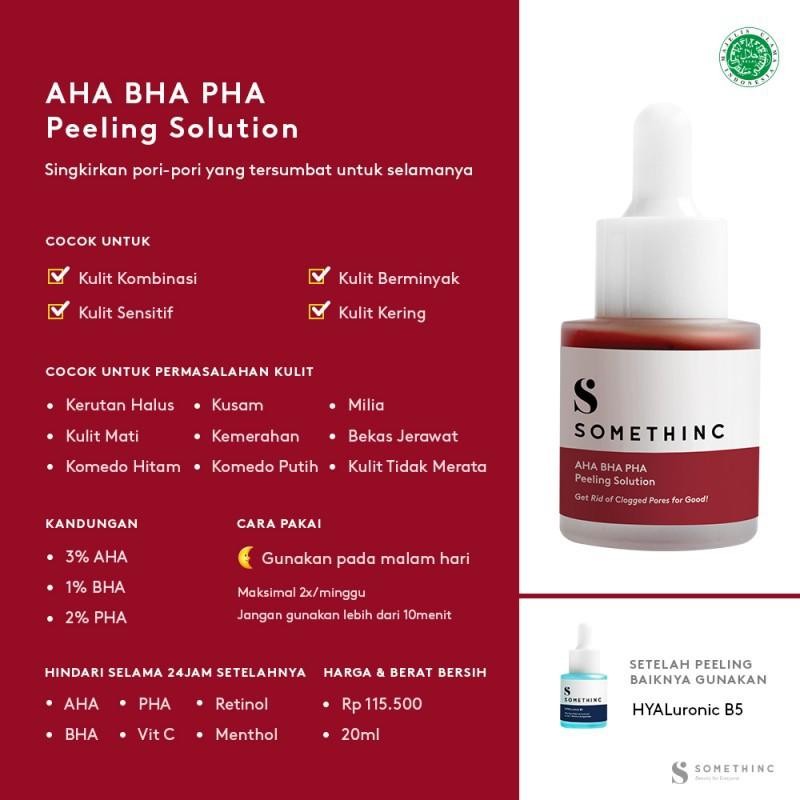 AHA BHA PHA
Peeling Solution
Singkirkan pori-pori yang tersumbat untuk selamanya
COCOK UNTUK
Kulit Kombinasi
Kulit Berminyak
Kulit Sensitif
Kulit Kering
COCOK UNTUK PERMASALAHAN KULIT
• Kerutan Halus • Kusam • Milia
• Kulit Mati • Kemerahan • Bekas Jerawat
• Komedo Hitam • Komedo Putih • Kulit Tidak Merata
KANDUNGAN
• 3% AHA
• 1% BHA
• 2% PHA
CARA PAKAI
Gunakan pada malam hari
Maksimal 2x/minggu
Jangan gunakan lebih dari 10menit
HINDARI SELAMA 24JAM SETELAHNYA
• AHA • PHA • Retinol
• BHA • Vit C • Menthol
HARGA & BERAT BERSIH
• Rp 115.500
• 20ml
MAJELIS ULAMA INDONESIA
حلال
S
SOMETHINC
AHA BHA PHA
Peeling Solution
Get Rid of Clogged Pores for Good!
S
SOMETHINC
SETELAH PEELING
BAIKNYA GUNAKAN
HYALuronic B5
S SOMETHINC
Beauty for Everyone